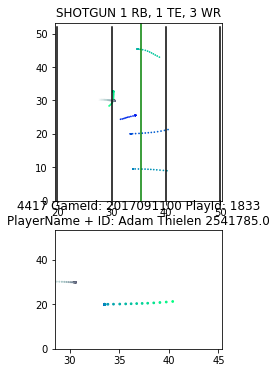 SHOTGUN 1 RB, 1 TE, 3 WR
50
40
30
20
10
0
20 30 40 50
4417 GameId: 2017091100 PlayId: 1833
PlayerName + ID: Adam Thielen 2541785.0
40
20
0
30 35 40 45